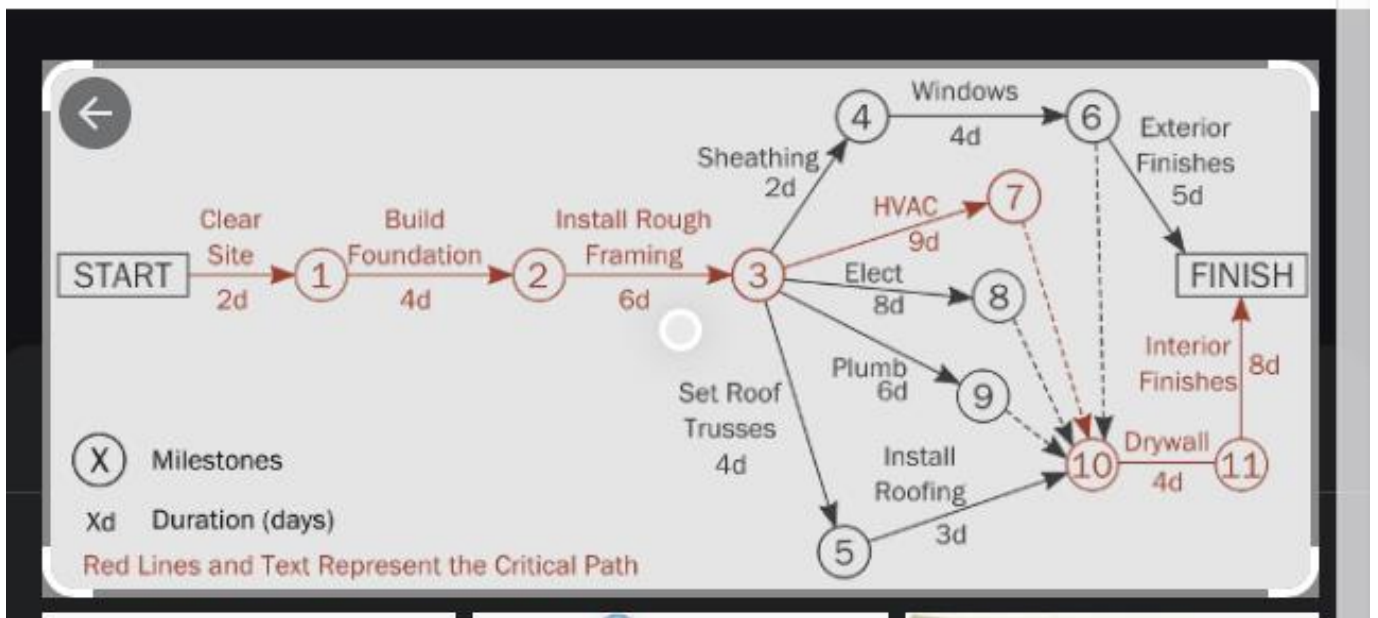 Windows
4
6
4d
Exterior
Finishes
5d
Sheathing
2d
HVAC
9d
7
Clear
Site
2d
Build
Foundation
4d
Install Rough
Framing
6d
START
1
2
3
Elect
8d
8
FINISH
Plumb
6d
9
Interior
Finishes
8d
Set Roof
Trusses
4d
Install
Roofing
3d
10
Drywall
4d
11
5
X Milestones
Xd Duration (days)
Red Lines and Text Represent the Critical Path